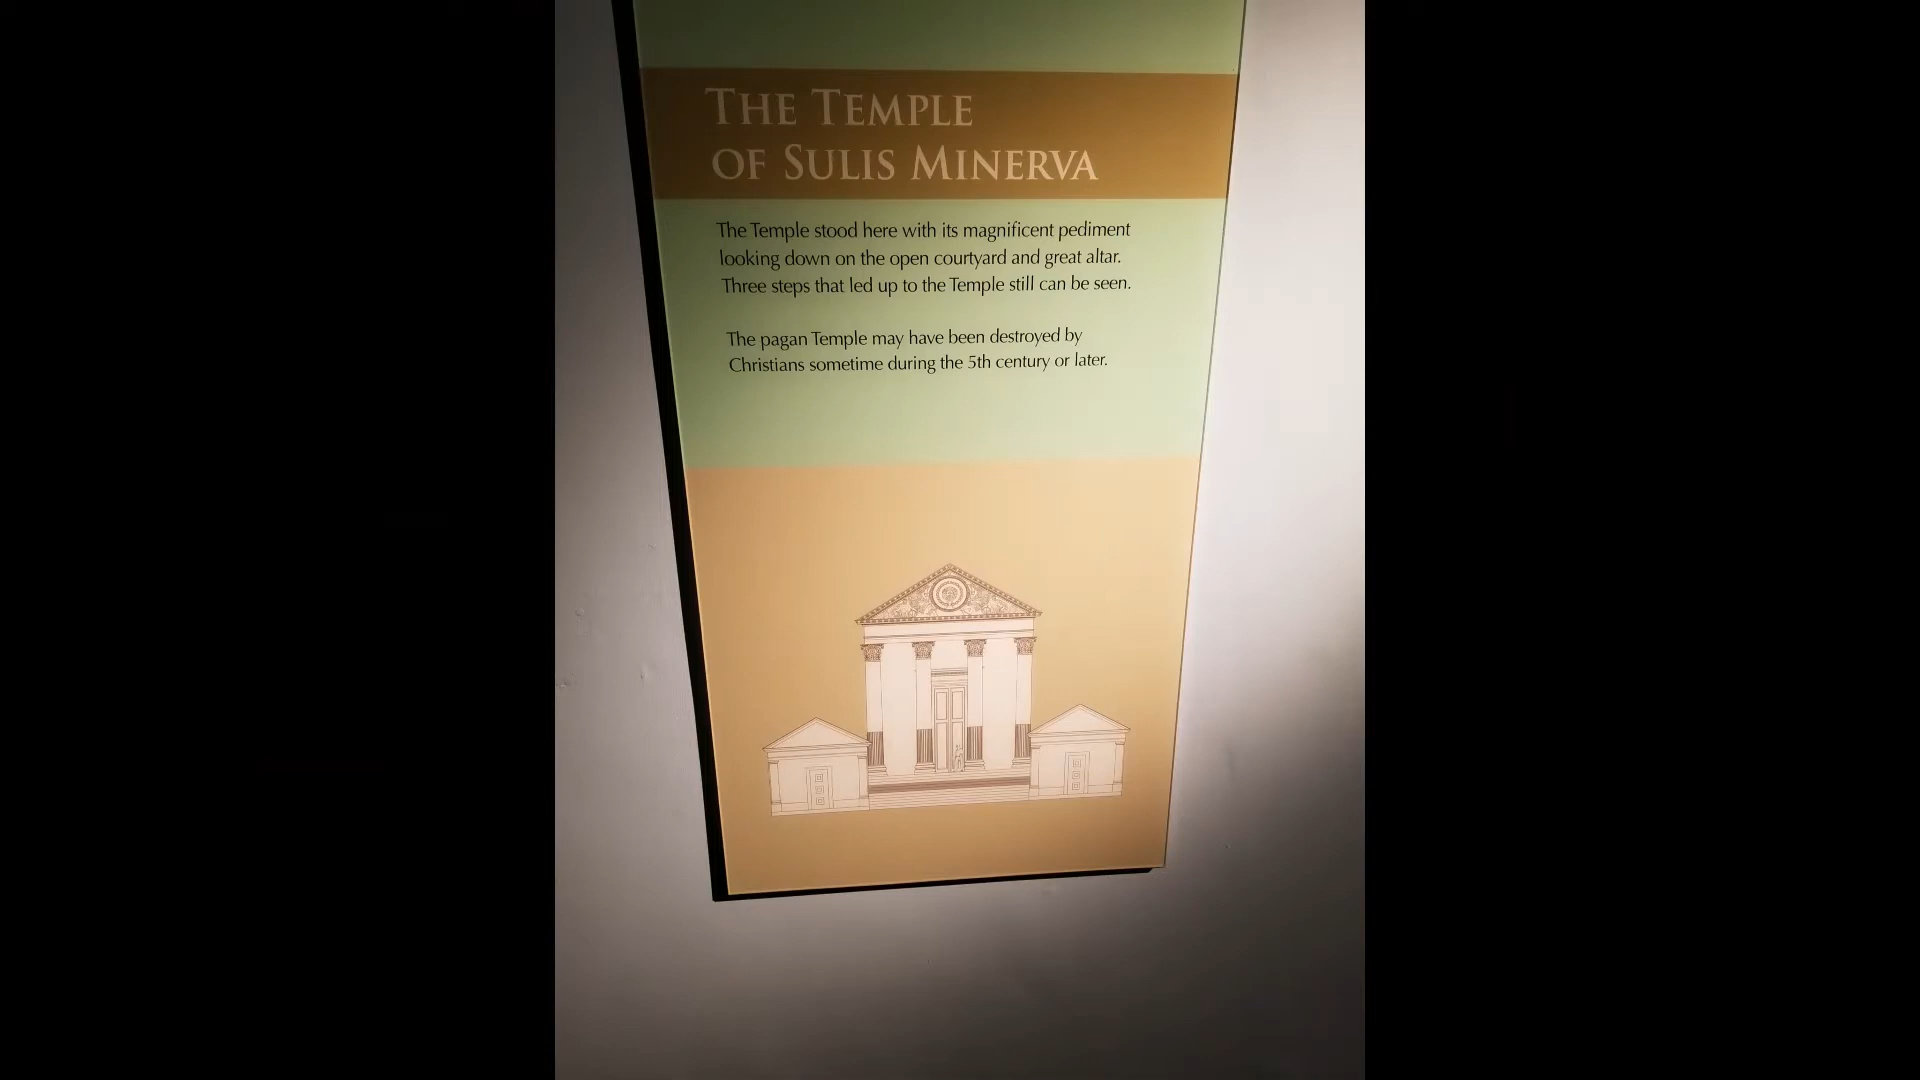 THE TEMPLE
OF SULIS MINERVA
The Temple stood here with its magnificent pediment
looking down on the open courtyard and great altar.
Three steps that led up to the Temple still can be seen.
The pagan Temple may have been destroyed by
Christians sometime during the 5th century or later.